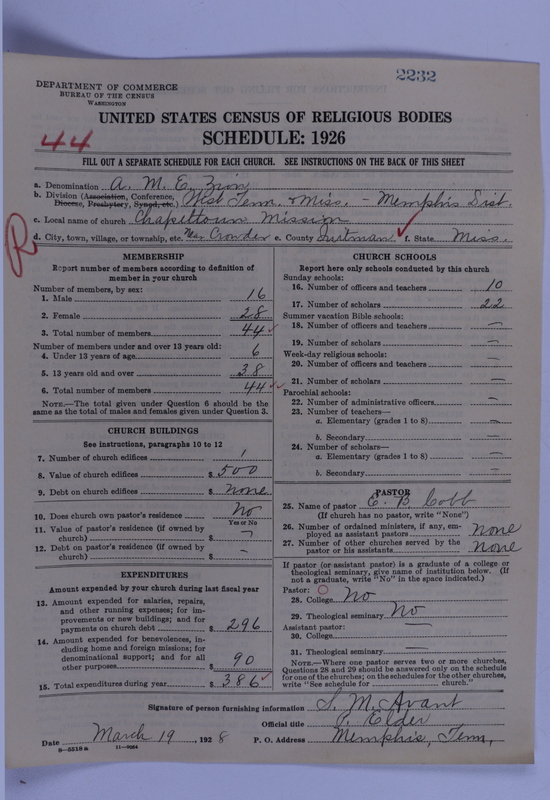 2232
DEPARTMENT OF COMMERCE
BUREAU OF THE CENSUS
WASHINGTON
UNITED STATES CENSUS OF RELIGIOUS BODIES
44
SCHEDULE: 1926
FILL OUT A SEPARATE SCHEDULE FOR EACH CHURCH. SEE INSTRUCTIONS ON THE BACK OF THIS SHEET
a. Denomination A. M. E. Zion
b. Division (Association, Conference, Diocese, Presbytery, Synod, etc.) West Tenn. & Miss. - Memphis Dist.
c. Local name of church Chapeltown Mission
R
d. City, town, village, or township, etc. Near Crowder e. County Quitman f. State Miss.
MEMBERSHIP
Report number of members according to definition of
member in your church
Number of members, by sex:
1. Male 16
2. Female 28
3. Total number of members 44
Number of members under and over 13 years old:
4. Under 13 years of age 6
5. 13 years old and over 38
6. Total number of members 44
NOTE.—The total given under Question 6 should be the
same as the total of males and females given under Question 3.
CHURCH BUILDINGS
See instructions, paragraphs 10 to 12
7. Number of church edifices 1
8. Value of church edifices $ 500
9. Debt on church edifices $ none
10. Does church own pastor's residence No
Yes or No
11. Value of pastor's residence (if owned by
church) $ —
12. Debt on pastor's residence (if owned by
church) $ —
EXPENDITURES
Amount expended by your church during last fiscal year
13. Amount expended for salaries, repairs,
and other running expenses; for im-
provements or new buildings; and for
payments on church debt $ 296
14. Amount expended for benevolences, in-
cluding home and foreign missions; for
denominational support; and for all
other purposes $ 90
15. Total expenditures during year $ 386
CHURCH SCHOOLS
Report here only schools conducted by this church
Sunday schools:
16. Number of officers and teachers 10
17. Number of scholars 22
Summer vacation Bible schools:
18. Number of officers and teachers —
19. Number of scholars —
Week-day religious schools:
20. Number of officers and teachers —
21. Number of scholars —
Parochial schools:
22. Number of administrative officers —
23. Number of teachers—
a. Elementary (grades 1 to 8) —
b. Secondary —
24. Number of scholars—
a. Elementary (grades 1 to 8) —
b. Secondary —
PASTOR
25. Name of pastor E. B. Cobb
(If church has no pastor, write "None")
26. Number of ordained ministers, if any, em-
ployed as assistant pastors none
27. Number of other churches served by the
pastor or his assistants none
If pastor (or assistant pastor) is a graduate of a college or
theological seminary, give name of institution below. (If
not a graduate, write "No" in the space indicated.)
Pastor:
28. College No
29. Theological seminary No
Assistant pastor: —
30. College
31. Theological seminary —
NOTE.—Where one pastor serves two or more churches,
Questions 28 and 29 should be answered only on the schedule
for one of the churches; on the schedules for the other churches,
write "See schedule for church."
Signature of person furnishing information S. M. Avant
Official title P. Elder
Date March 19, 1928 P. O. Address Memphis, Tenn,
8-5518a 11-9064